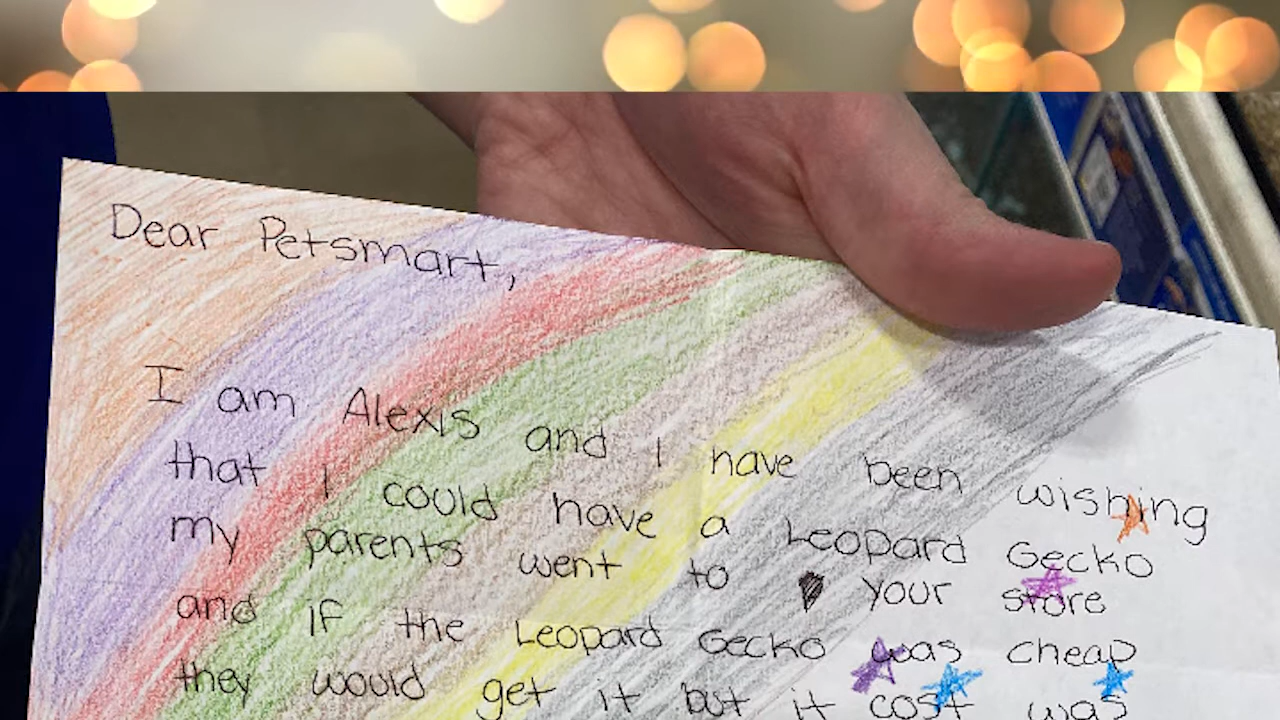 Dear Petsmart,
I am Alexis and I have been wishing
that I could have a Leopard Gecko
my parents went to your store
and if the Leopard Gecko was cheap
they would get it but it cost was